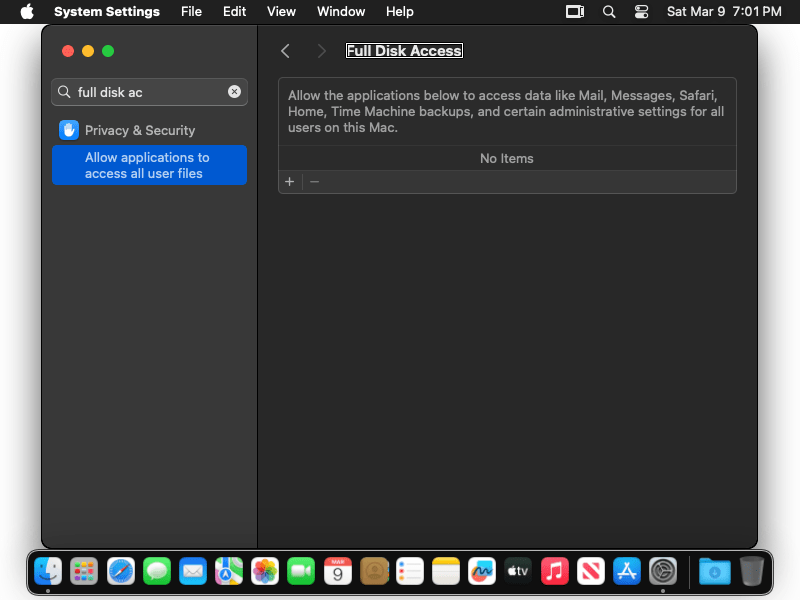 System Settings File Edit View Window Help Sat Mar 9 7:01 PM
full disk ac
Privacy & Security
Allow applications to
access all user files
Full Disk Access
Allow the applications below to access data like Mail, Messages, Safari,
Home, Time Machine backups, and certain administrative settings for all
users on this Mac.
No Items
+ −
MAR
9
tv